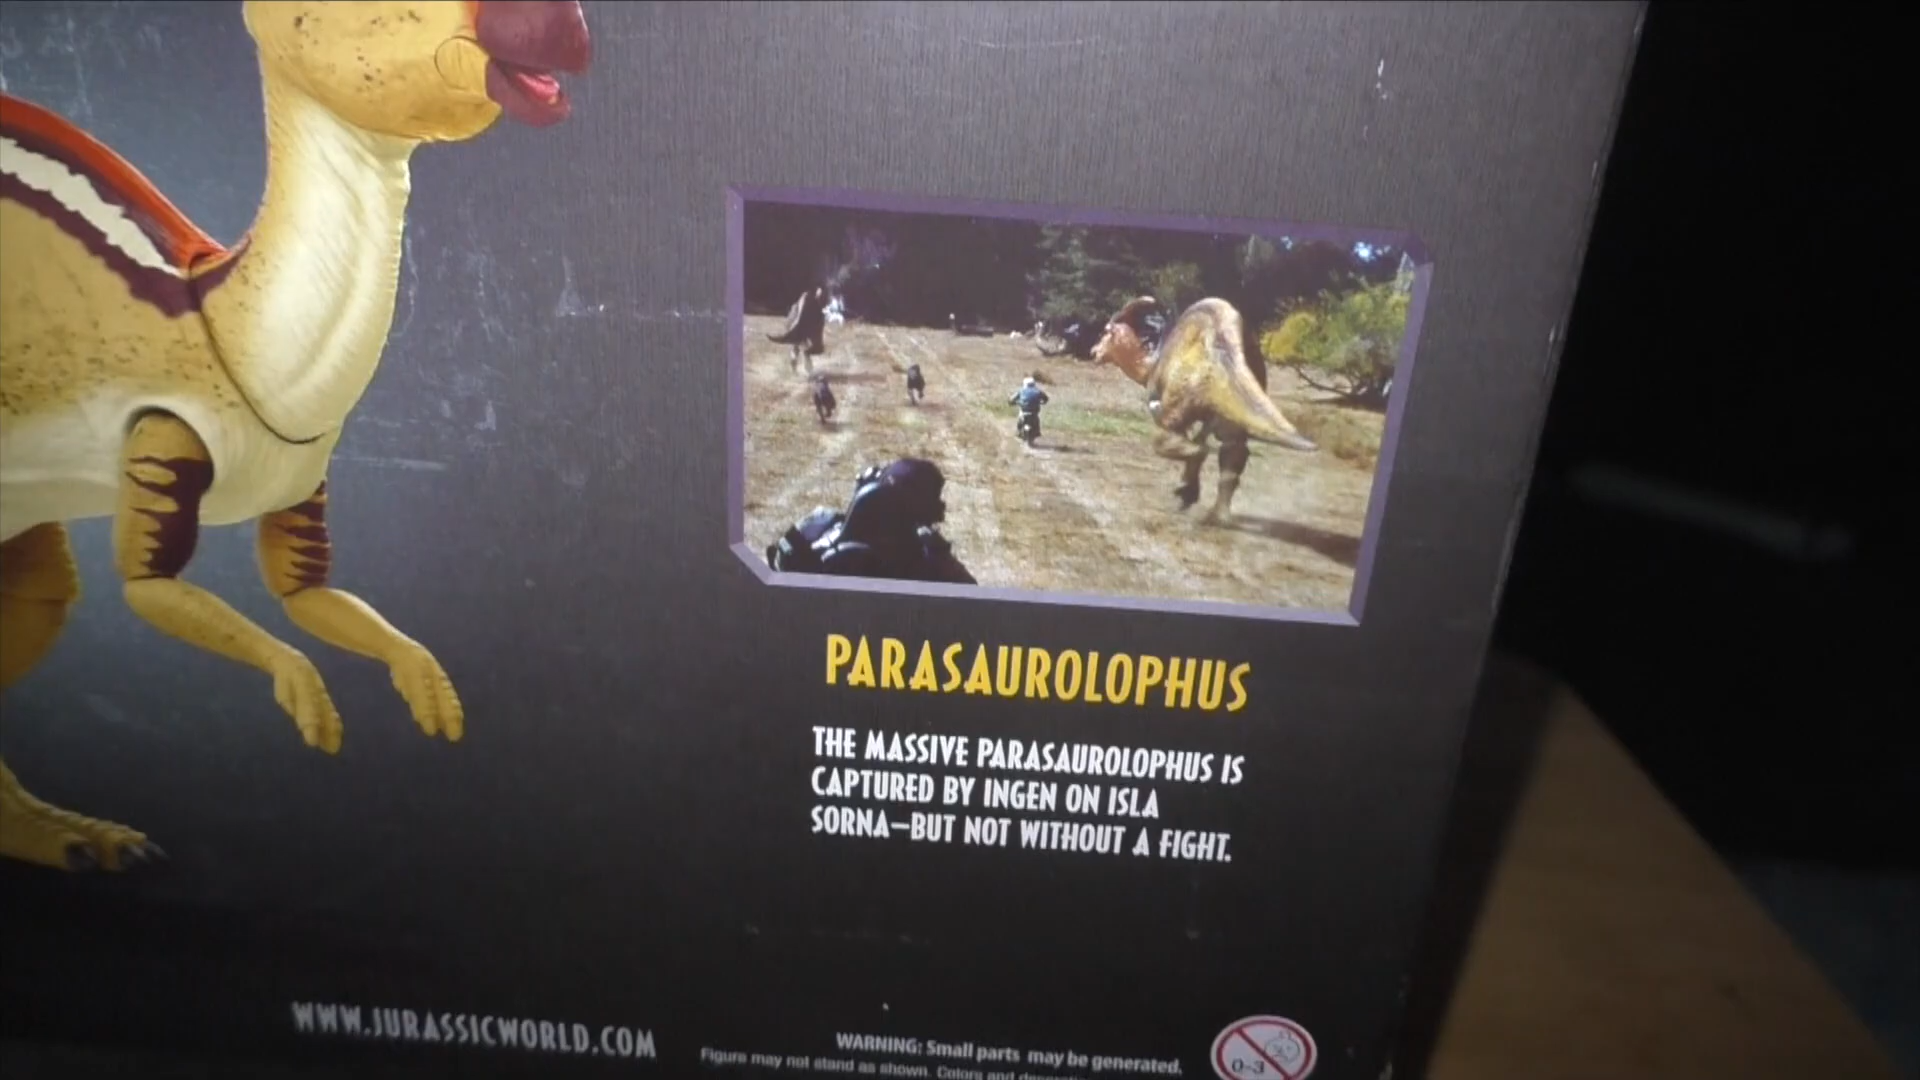 PARASAUROLOPHUS
THE MASSIVE PARASAUROLOPHUS IS
CAPTURED BY INGEN ON ISLA
SORNA—BUT NOT WITHOUT A FIGHT.
WWW.JURASSICWORLD.COM
WARNING: Small parts may be generated.
Figure may not stand as shown. Colors and
0-3